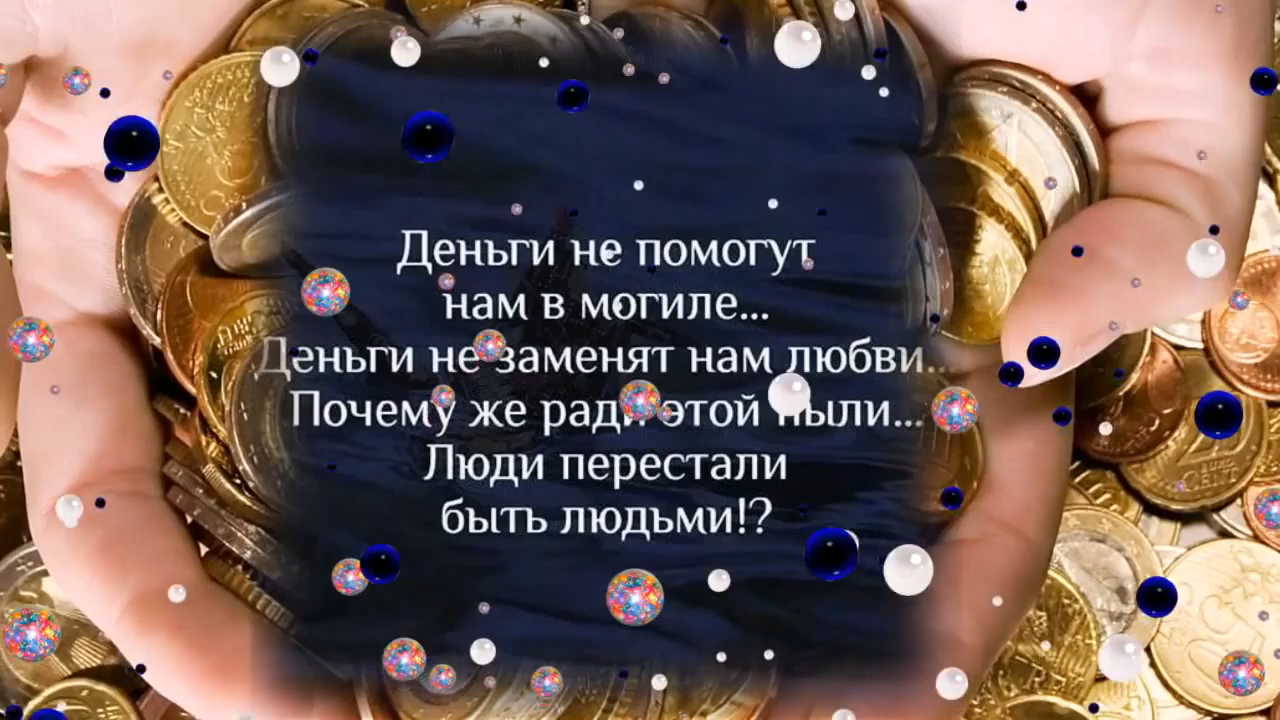 Деньги не помогут
нам в могиле...
Деньги не заменят нам любви...
Почему же ради этой пыли...
Люди перестали
быть людьми!?